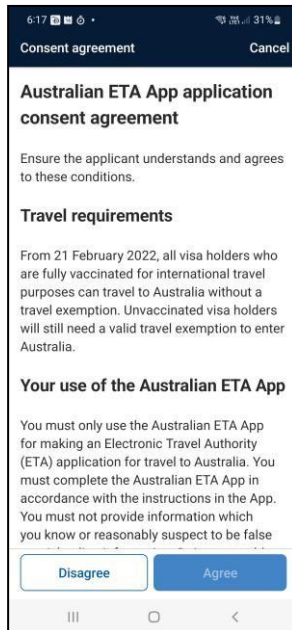 6:17
31%
Consent agreement Cancel
Australian ETA App application
consent agreement
Ensure the applicant understands and agrees
to these conditions.
Travel requirements
From 21 February 2022, all visa holders who
are fully vaccinated for international travel
purposes can travel to Australia without a
travel exemption. Unvaccinated visa holders
will still need a valid travel exemption to enter
Australia.
Your use of the Australian ETA App
You must only use the Australian ETA App
for making an Electronic Travel Authority
(ETA) application for travel to Australia. You
must complete the Australian ETA App in
accordance with the instructions in the App.
You must not provide information which
you know or reasonably suspect to be false
Disagree Agree